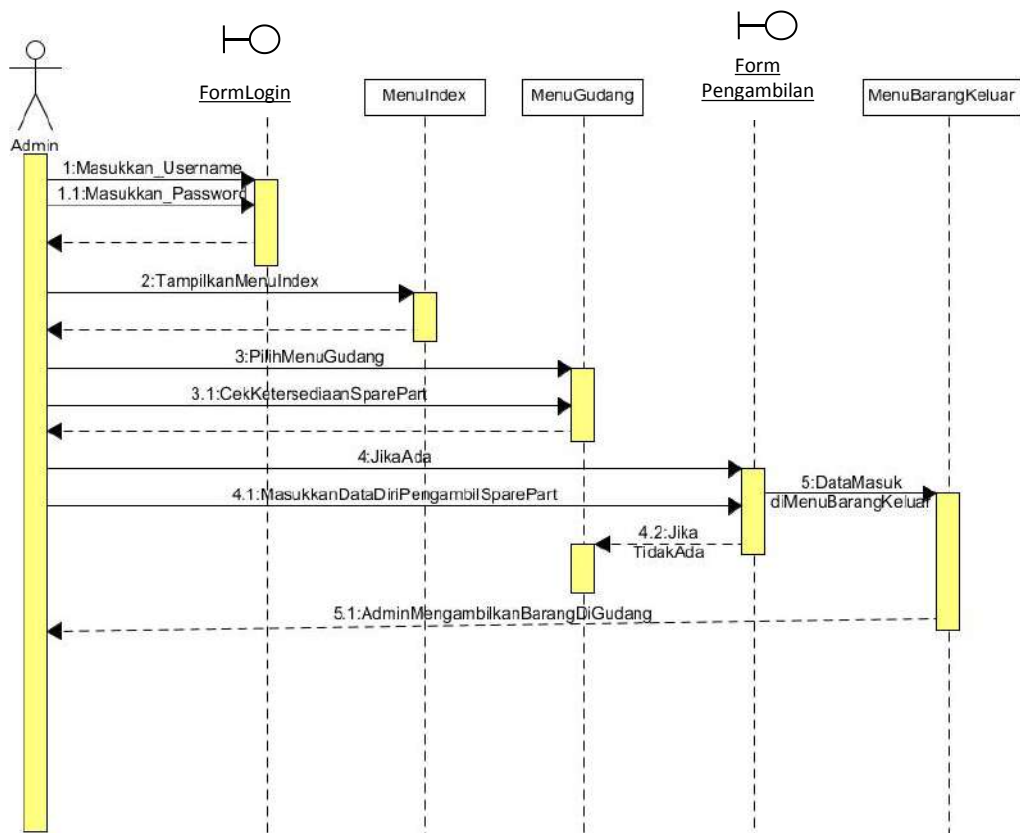 Admin
FormLogin
MenuIndex
MenuGudang
Form
Pengambilan
MenuBarangKeluar
1:Masukkan_Username
1.1:Masukkan_Password
2:TampilkanMenuIndex
3:PilihMenuGudang
3.1:CekKetersediaanSparePart
4:JikaAda
4.1:MasukkanDataDiriPengambilSparePart
5:DataMasuk
diMenuBarangKeluar
4.2:Jika
TidakAda
5.1:AdminMengambilkanBarangDiGudang